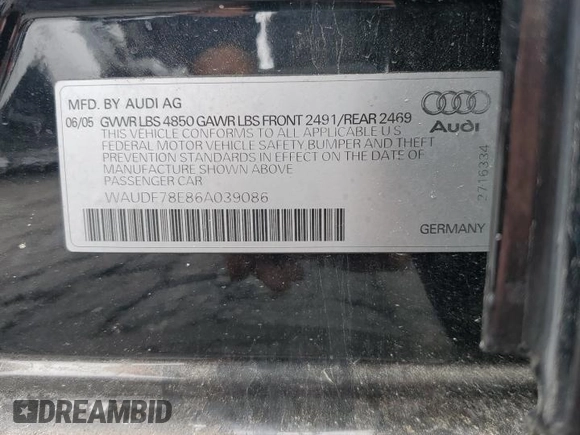 MFD. BY AUDI AG
06/05 GVWR LBS 4850 GAWR LBS FRONT 2491/REAR 2469
THIS VEHICLE CONFORMS TO ALL APPLICABLE U S
FEDERAL MOTOR VEHICLE SAFETY,BUMPER AND THEFT
PREVENTION STANDARDS IN EFFECT ON THE DATE OF
MANUFACTURE SHOWN ABOVE
PASSENGER CAR
WAUDF78E86A039086
Audi
2716334
GERMANY
DREAMBID